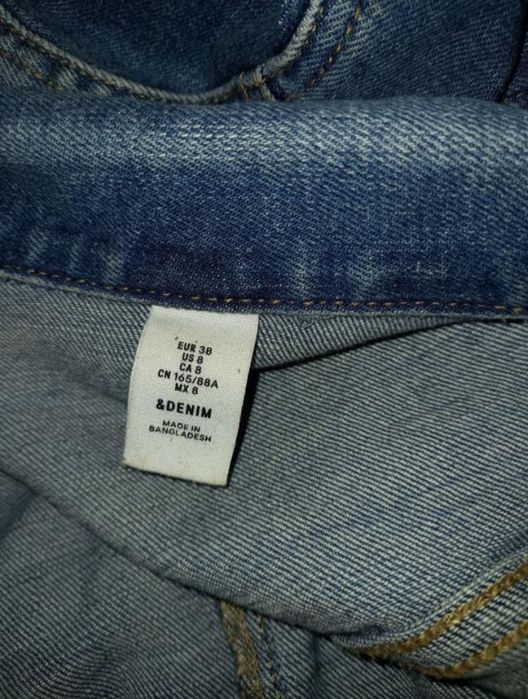 EUR 38
US 8
CA 8
CN 165/88A
MX 8
&DENIM
MADE IN
BANGLADESH